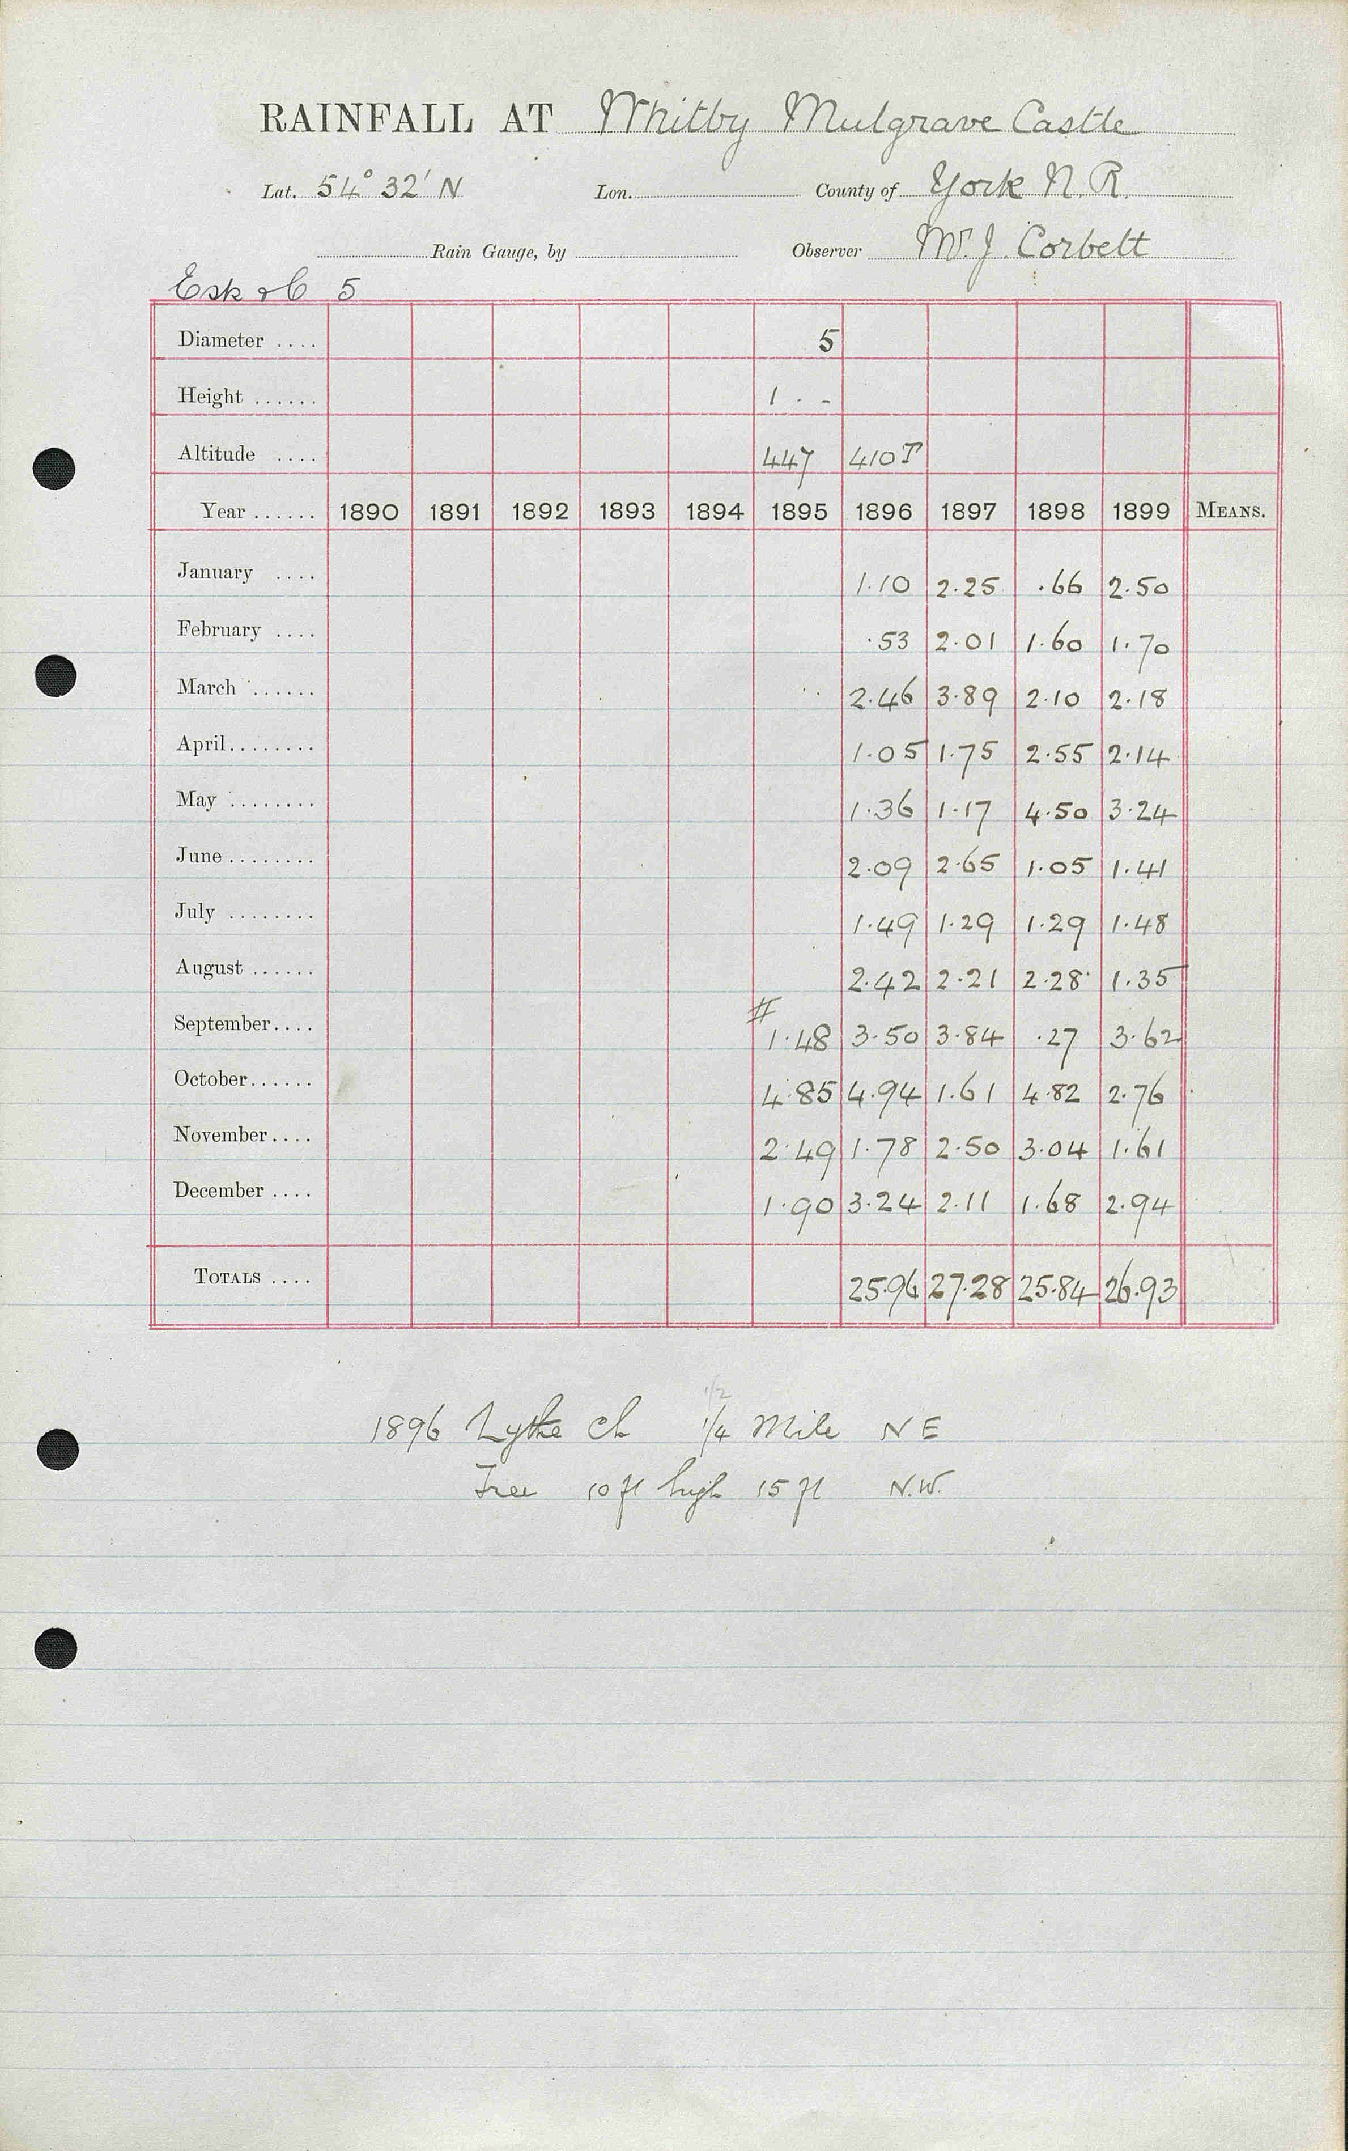 RAINFALL AT Whitby Mulgrave Castle
Lat. 54° 32' N Lon. County of York N. R.
Rain Gauge, by Observer Mr. J. Corbett
Esk & C 5
Diameter .... 5
Height ...... 1 . -
Altitude .... 447 410T
Year ...... 1890 1891 1892 1893 1894 1895 1896 1897 1898 1899 MEANS.
January .... 1.10 2.25 .66 2.50
February .... .53 2.01 1.60 1.70
March ...... 2.46 3.89 2.10 2.18
April........ 1.05 1.75 2.55 2.14
May ........ 1.36 1.17 4.50 3.24
June ........ 2.09 2.65 1.05 1.41
July ........ 1.49 1.29 1.29 1.48
August ...... 2.42 2.21 2.28 1.35
September.... # 1.48 3.50 3.84 .27 3.62
October...... 4.85 4.94 1.61 4.82 2.76
November.... 2.49 1.78 2.50 3.04 1.61
December .... 1.90 3.24 2.11 1.68 2.94
TOTALS .... 25.96 27.28 25.84 26.93
1/2
1896 Lythe Ch 1/4 Mile N E
Tree 10 ft high 15 ft N.W.